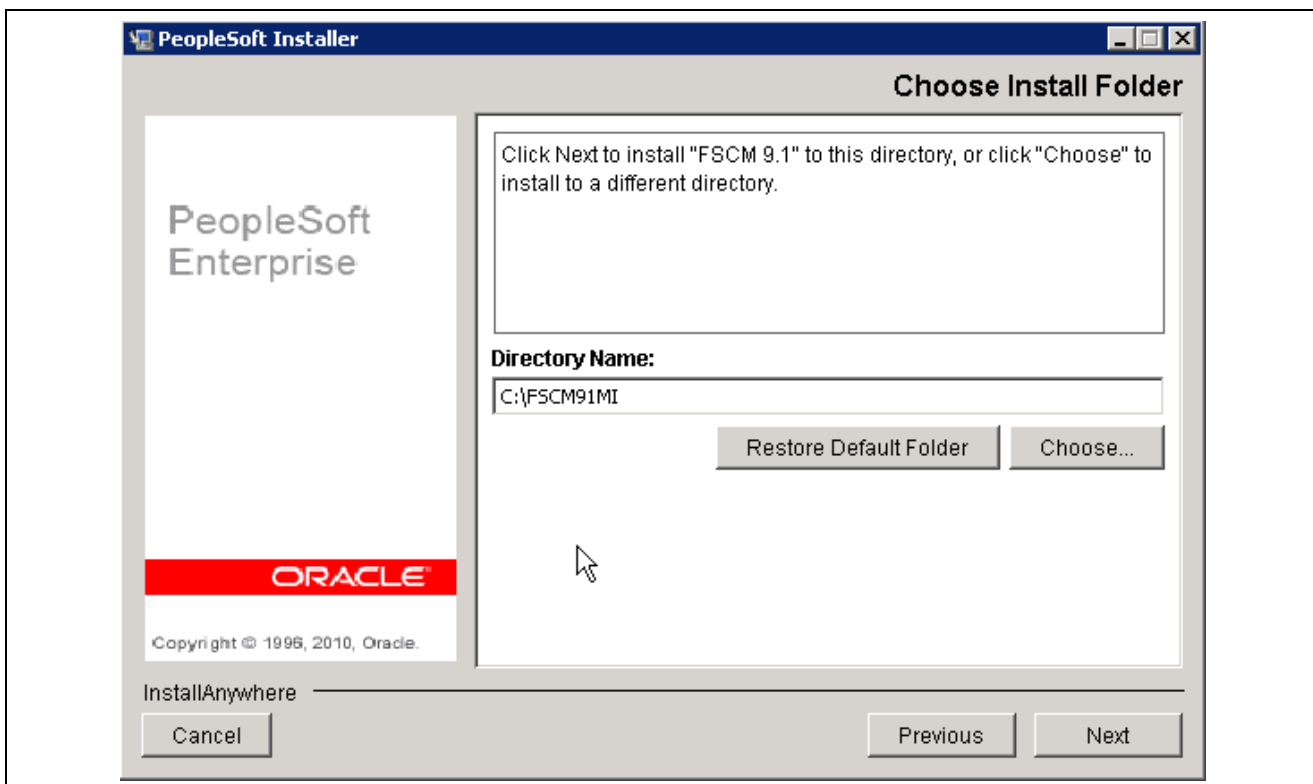 PeopleSoft Installer
Choose Install Folder
PeopleSoft
Enterprise
Click Next to install "FSCM 9.1" to this directory, or click "Choose" to
install to a different directory.
Directory Name:
C:\FSCM91MI
Restore Default Folder
Choose...
ORACLE
Copyright © 1996, 2010, Oracle.
InstallAnywhere
Cancel
Previous
Next